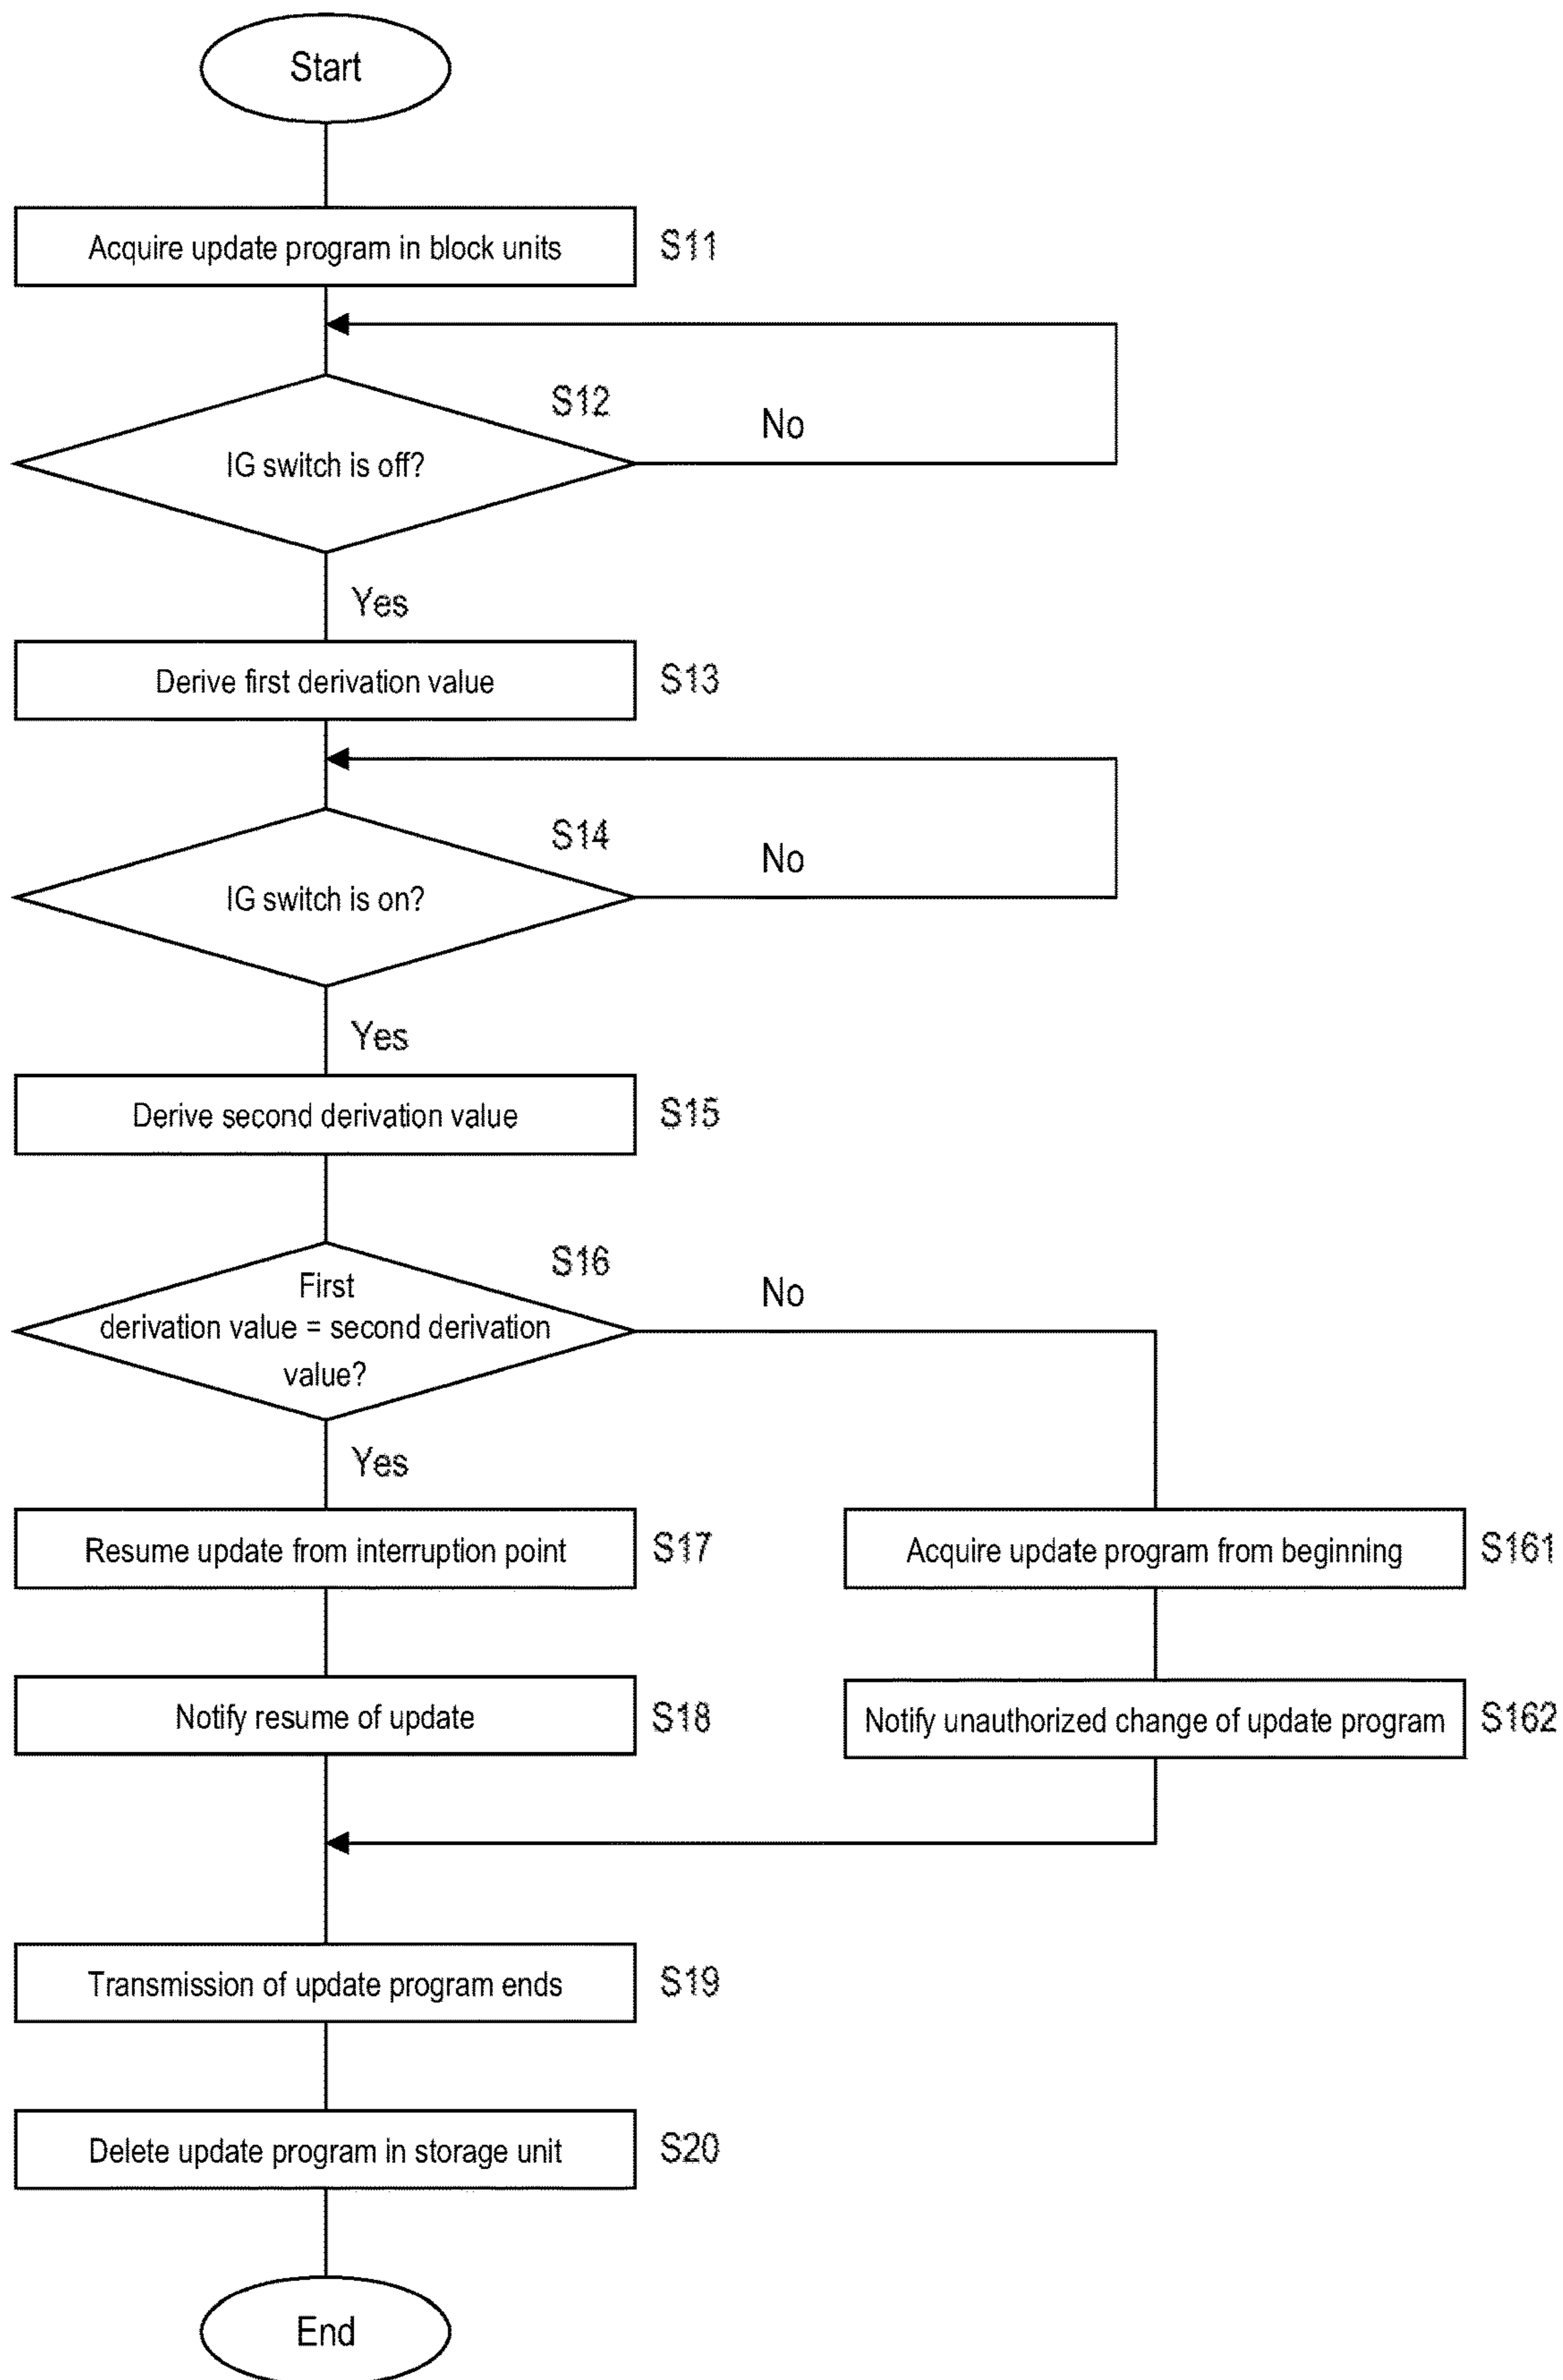 Start
Acquire update program in block units
S11
S12
No
IG switch is off?
Yes
Derive first derivation value
S13
S14
No
IG switch is on?
Yes
Derive second derivation value
S15
S16
First
No
derivation value = second derivation
value?
Yes
Resume update from interruption point
S17
Acquire update program from beginning
S161
Notify resume of update
S18
Notify unauthorized change of update program
S162
Transmission of update program ends
S19
Delete update program in storage unit
S20
End